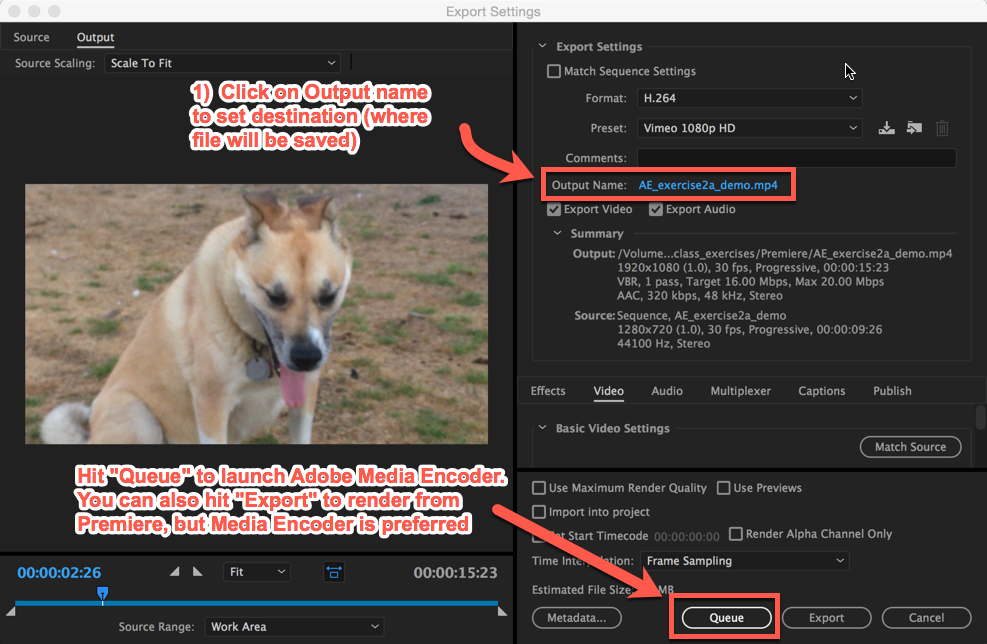 Export Settings
Source
Output
Source Scaling:
Scale To Fit
1) Click on Output name
to set destination (where
file will be saved)
Hit "Queue" to launch Adobe Media Encoder.
You can also hit "Export" to render from
Premiere, but Media Encoder is preferred
00:00:02:26
Fit
00:00:15:23
Source Range:
Work Area
Export Settings
Match Sequence Settings
Format:
H.264
Preset:
Vimeo 1080p HD
Comments:
Output Name:
AE_exercise2a_demo.mp4
Export Video
Export Audio
Summary
Output: /Volume...class_exercises/Premiere/AE_exercise2a_demo.mp4
1920x1080 (1.0), 30 fps, Progressive, 00:00:15:23
VBR, 1 pass, Target 16.00 Mbps, Max 20.00 Mbps
AAC, 320 kbps, 48 kHz, Stereo
Source: Sequence, AE_exercise2a_demo
1280x720 (1.0), 30 fps, Progressive, 00:00:09:26
44100 Hz, Stereo
Effects
Video
Audio
Multiplexer
Captions
Publish
Basic Video Settings
Match Source
Use Maximum Render Quality
Use Previews
Import into project
Start Timecode
00:00:00:00
Render Alpha Channel Only
Time
Frame Sampling
Estimated File Size
MB
Metadata...
Queue
Export
Cancel